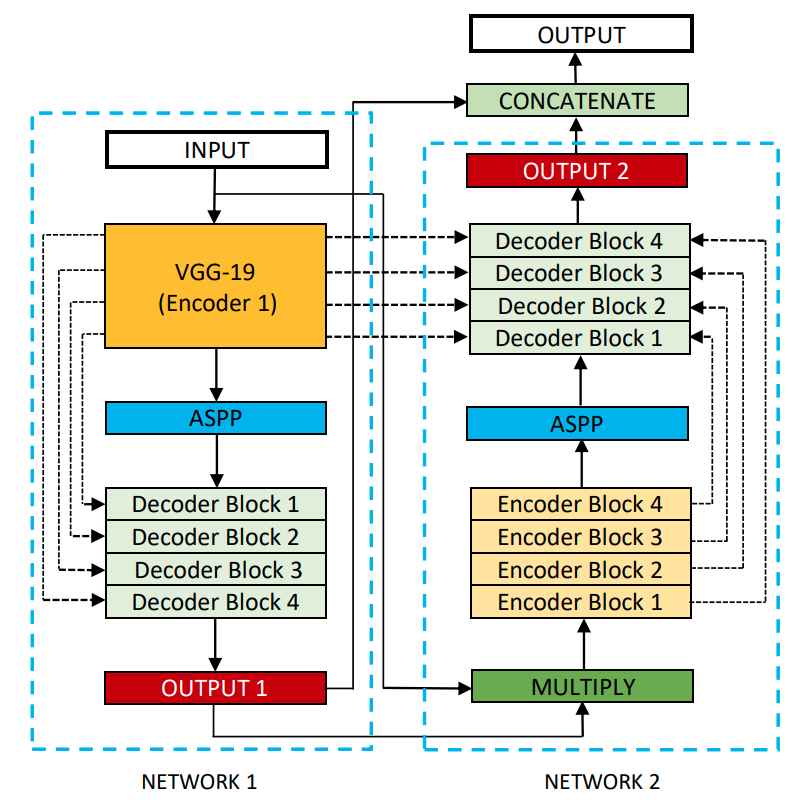 INPUT
VGG-19
(Encoder 1)
ASPP
Decoder Block 1
Decoder Block 2
Decoder Block 3
Decoder Block 4
OUTPUT 1
NETWORK 1
OUTPUT
CONCATENATE
OUTPUT 2
Decoder Block 4
Decoder Block 3
Decoder Block 2
Decoder Block 1
ASPP
Encoder Block 4
Encoder Block 3
Encoder Block 2
Encoder Block 1
MULTIPLY
NETWORK 2